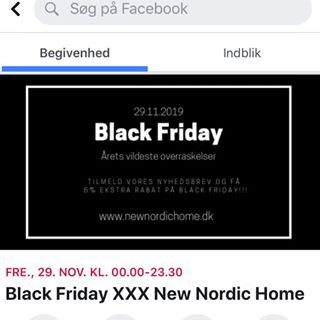 Søg på Facebook
Begivenhed
Indblik
29.11.2019
Black Friday
Årets vildeste overraskelser
TILMELD VORES NYHEDSBREV OG FÅ
5% EKSTRA RABAT PÅ BLACK FRIDAY!!!
www.newnordichome.dk
FRE., 29. NOV. KL. 00.00-23.30
Black Friday XXX New Nordic Home